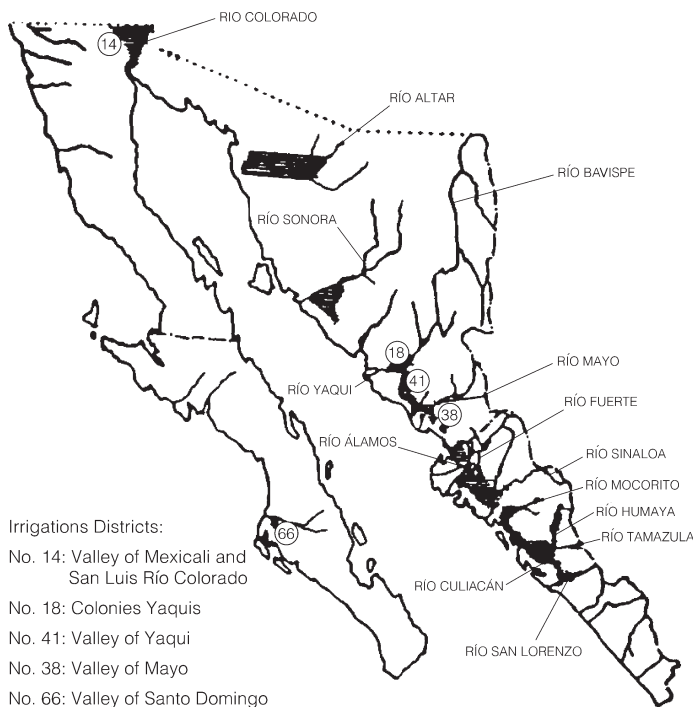 RIO COLORADO
14
RÍO ALTAR
RÍO BAVISPE
RÍO SONORA
18
RÍO MAYO
41
RÍO YAQUI
RÍO FUERTE
38
RÍO ÁLAMOS
RÍO SINALOA
RÍO MOCORITO
RÍO HUMAYA
RÍO TAMAZULA
66
RÍO CULIACÁN
RÍO SAN LORENZO
Irrigations Districts:
No. 14: Valley of Mexicali and
San Luis Río Colorado
No. 18: Colonies Yaquis
No. 41: Valley of Yaqui
No. 38: Valley of Mayo
No. 66: Valley of Santo Domingo